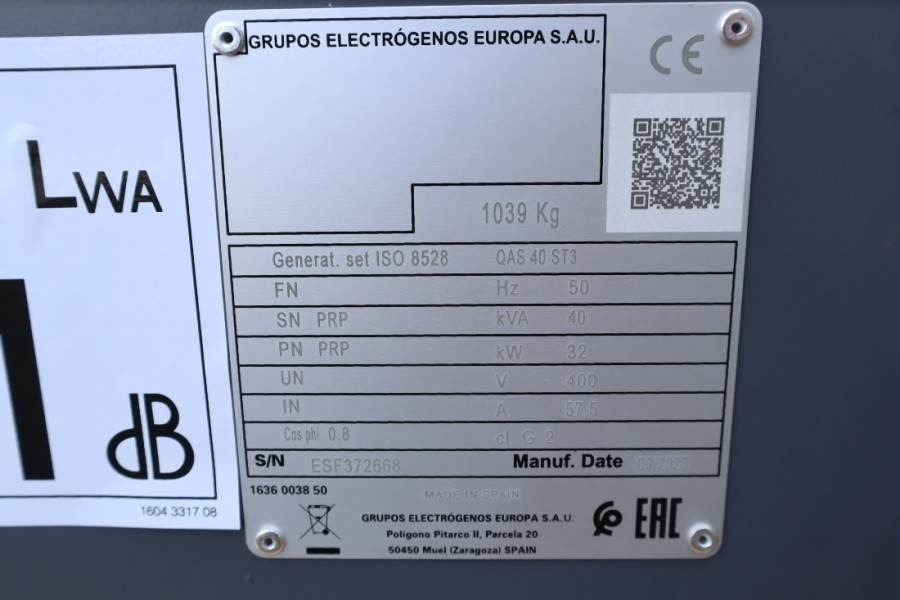 LWA
1
dB
1604 3317 08
GRUPOS ELECTRÓGENOS EUROPA S.A.U.
CE
1039 Kg
Generat. set ISO 8528 QAS 40 ST3
FN Hz 50
SN PRP kVA 40
PN PRP kW 32
UN V 400
IN A 57,5
Cos phi 0.8 cl. G 2
S/N ESF372668 Manuf. Date
1636 0038 50 MADE IN SPAIN
GRUPOS ELECTRÓGENOS EUROPA S.A.U.
Polígono Pitarco II, Parcela 20
50450 Muel (Zaragoza) SPAIN
EAC